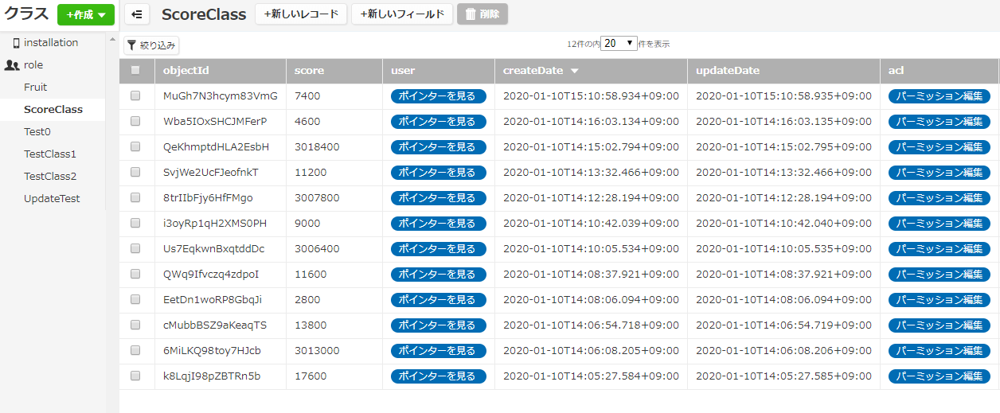 クラス +作成 ScoreClass +新しいレコード +新しいフィールド 削除
installation
role
Fruit
ScoreClass
Test0
TestClass1
TestClass2
UpdateTest
絞り込み 12件の内 20 件を表示
objectId score user createDate updateDate acl
MuGh7N3hcym83VmG 7400 ポインターを見る 2020-01-10T15:10:58.934+09:00 2020-01-10T15:10:58.935+09:00 パーミッション編集
Wba5IOxSHCJMFerP 4600 ポインターを見る 2020-01-10T14:16:03.134+09:00 2020-01-10T14:16:03.135+09:00 パーミッション編集
QeKhmptdHLA2EsbH 3018400 ポインターを見る 2020-01-10T14:15:02.794+09:00 2020-01-10T14:15:02.795+09:00 パーミッション編集
SvjWe2UcFJeofnkT 11200 ポインターを見る 2020-01-10T14:13:32.466+09:00 2020-01-10T14:13:32.466+09:00 パーミッション編集
8trIIbFjy6HfFMgo 3007800 ポインターを見る 2020-01-10T14:12:28.194+09:00 2020-01-10T14:12:28.194+09:00 パーミッション編集
i3oyRp1qH2XMS0PH 9000 ポインターを見る 2020-01-10T14:10:42.039+09:00 2020-01-10T14:10:42.040+09:00 パーミッション編集
Us7EqkwnBxqtddDc 3006400 ポインターを見る 2020-01-10T14:10:05.534+09:00 2020-01-10T14:10:05.535+09:00 パーミッション編集
QWq9Ifvczq4zdpoI 11600 ポインターを見る 2020-01-10T14:08:37.921+09:00 2020-01-10T14:08:37.921+09:00 パーミッション編集
EetDn1woRP8GbqJi 2800 ポインターを見る 2020-01-10T14:08:06.094+09:00 2020-01-10T14:08:06.094+09:00 パーミッション編集
cMubbBSZ9aKeaqTS 13800 ポインターを見る 2020-01-10T14:06:54.718+09:00 2020-01-10T14:06:54.719+09:00 パーミッション編集
6MiLKQ98toy7HJcb 3013000 ポインターを見る 2020-01-10T14:06:08.205+09:00 2020-01-10T14:06:08.206+09:00 パーミッション編集
k8LqjI98pZBTRn5b 17600 ポインターを見る 2020-01-10T14:05:27.584+09:00 2020-01-10T14:05:27.585+09:00 パーミッション編集